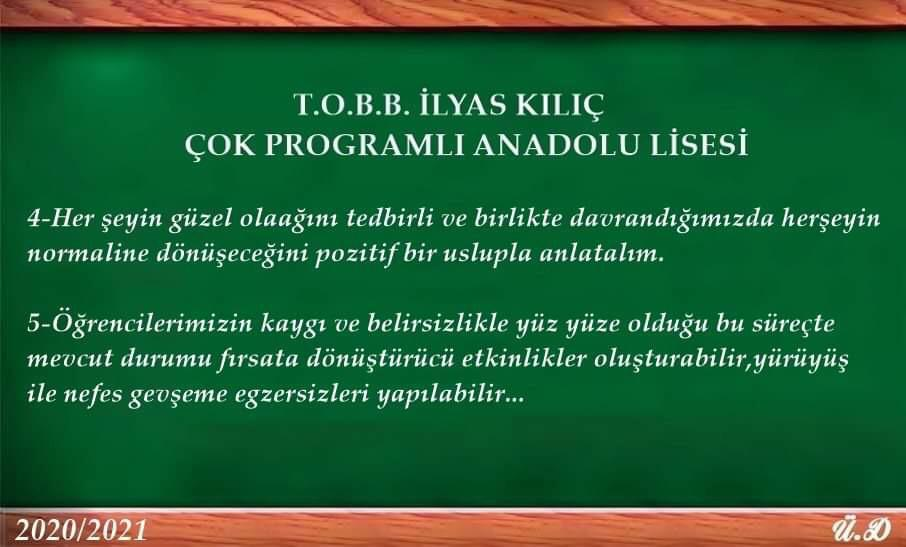 T.O.B.B. İLYAS KILIÇ
ÇOK PROGRAMLI ANADOLU LİSESİ
4-Her şeyin güzel olaağını tedbirli ve birlikte davrandığımızda herşeyin
normaline dönüşeceğini pozitif bir uslupla anlatalım.
5-Öğrencilerimizin kaygı ve belirsizlikle yüz yüze olduğu bu süreçte
mevcut durumu fırsata dönüştürücü etkinlikler oluşturabilir,yürüyüş
ile nefes gevşeme egzersizleri yapılabilir...
2020/2021
Ü.D